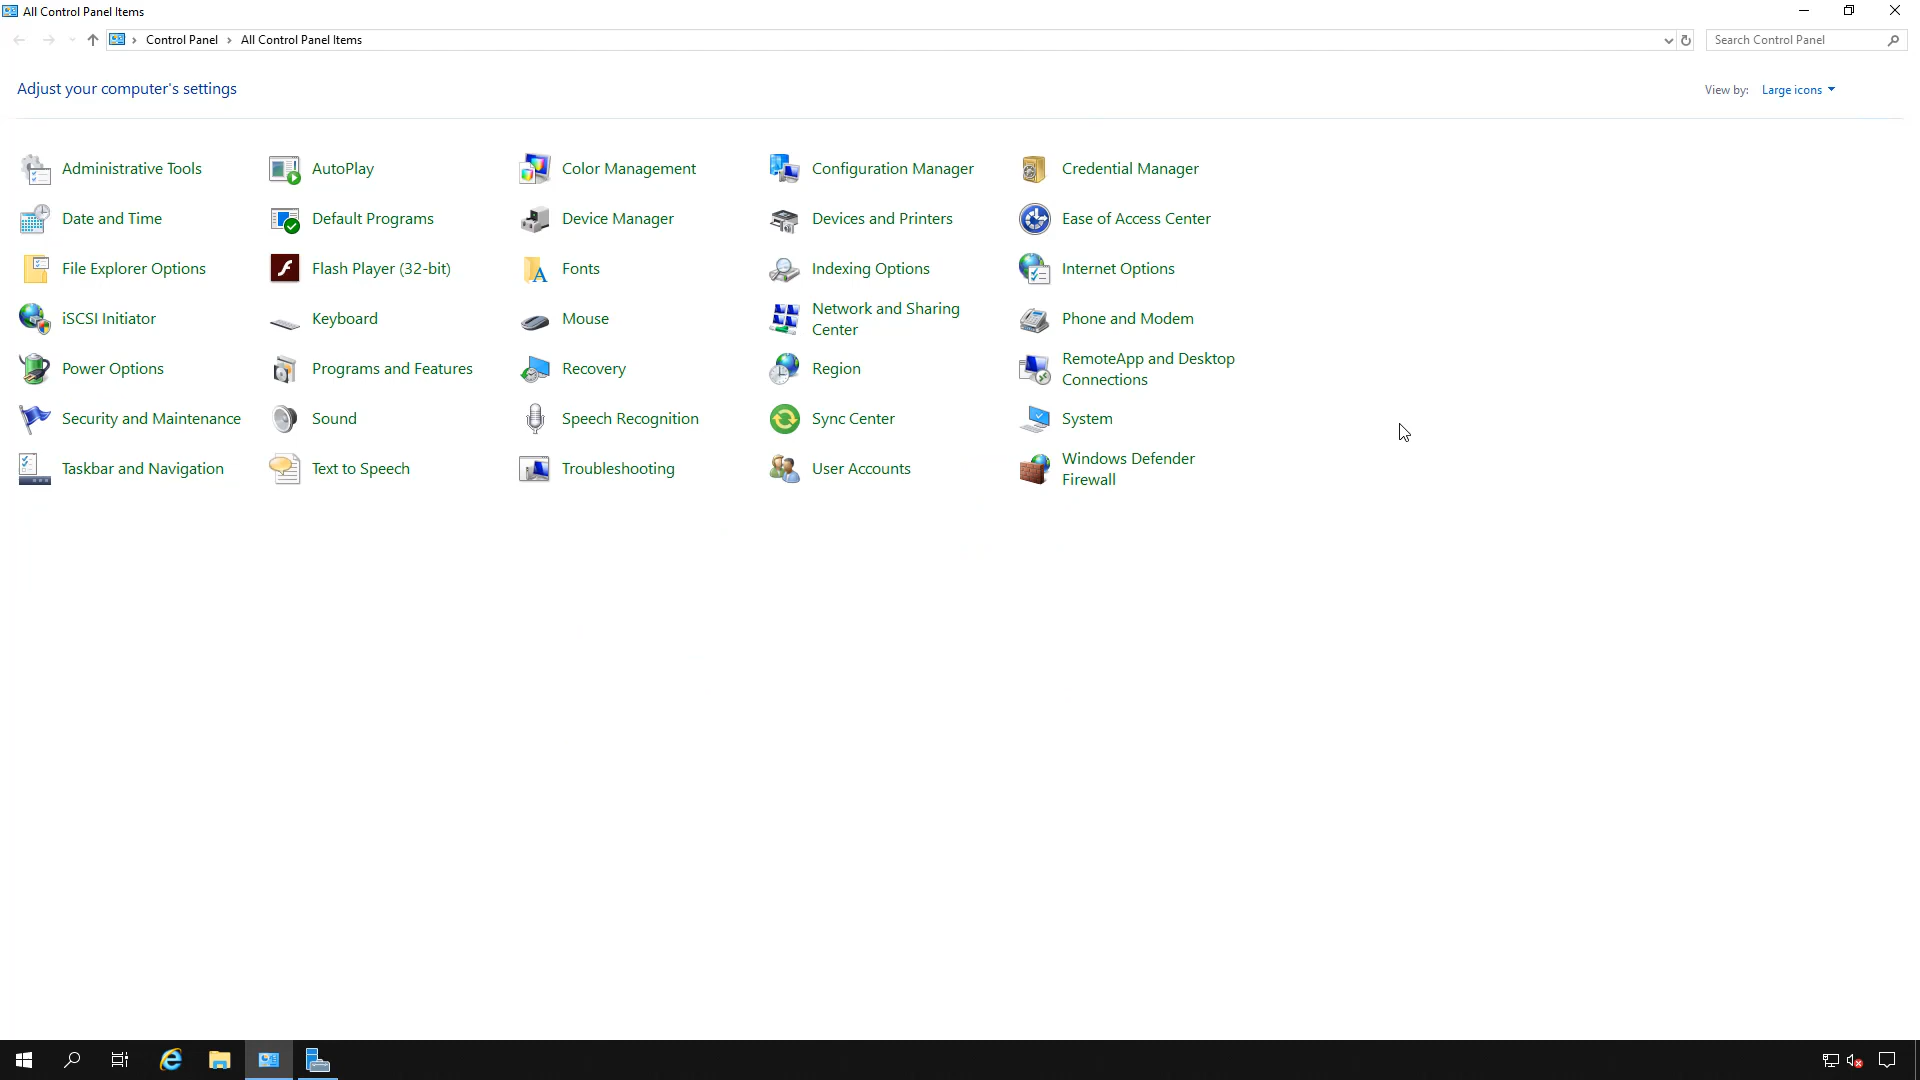 All Control Panel Items
Control Panel
All Control Panel Items
Search Control Panel
Adjust your computer's settings
View by: Large icons
Administrative Tools
AutoPlay
Color Management
Configuration Manager
Credential Manager
Date and Time
Default Programs
Device Manager
Devices and Printers
Ease of Access Center
File Explorer Options
Flash Player (32-bit)
Fonts
Indexing Options
Internet Options
iSCSI Initiator
Keyboard
Mouse
Network and Sharing
Center
Phone and Modem
Power Options
Programs and Features
Recovery
Region
RemoteApp and Desktop
Connections
Security and Maintenance
Sound
Speech Recognition
Sync Center
System
Taskbar and Navigation
Text to Speech
Troubleshooting
User Accounts
Windows Defender
Firewall